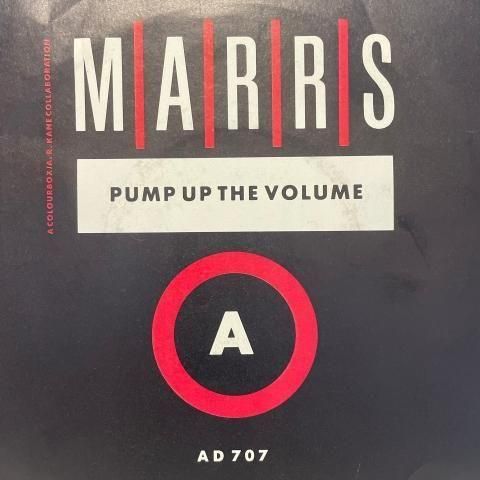 M|A|R|R|S
A COLOURBOX/A.R.KANE COLLABORATION
PUMP UP THE VOLUME
A
AD 707